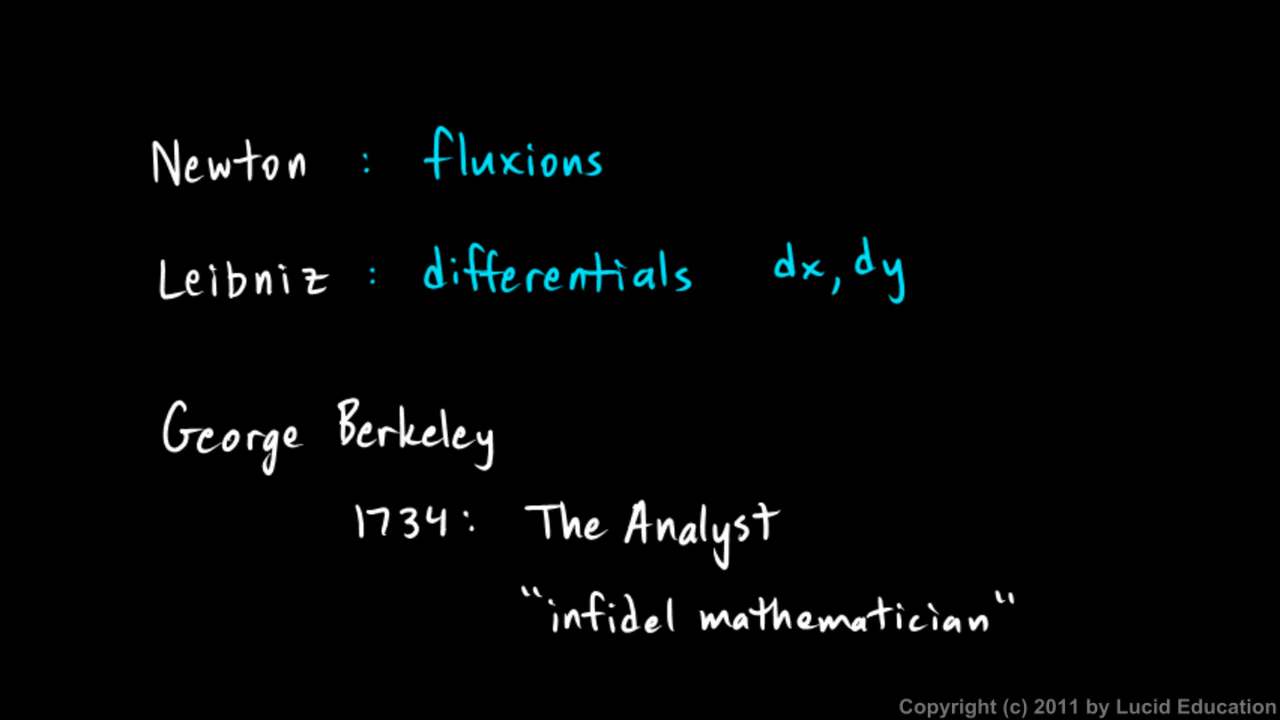 Newton : fluxions
Leibniz : differentials dx, dy
George Berkeley
1734: The Analyst
"infidel mathematician"
Copyright (c) 2011 by Lucid Education